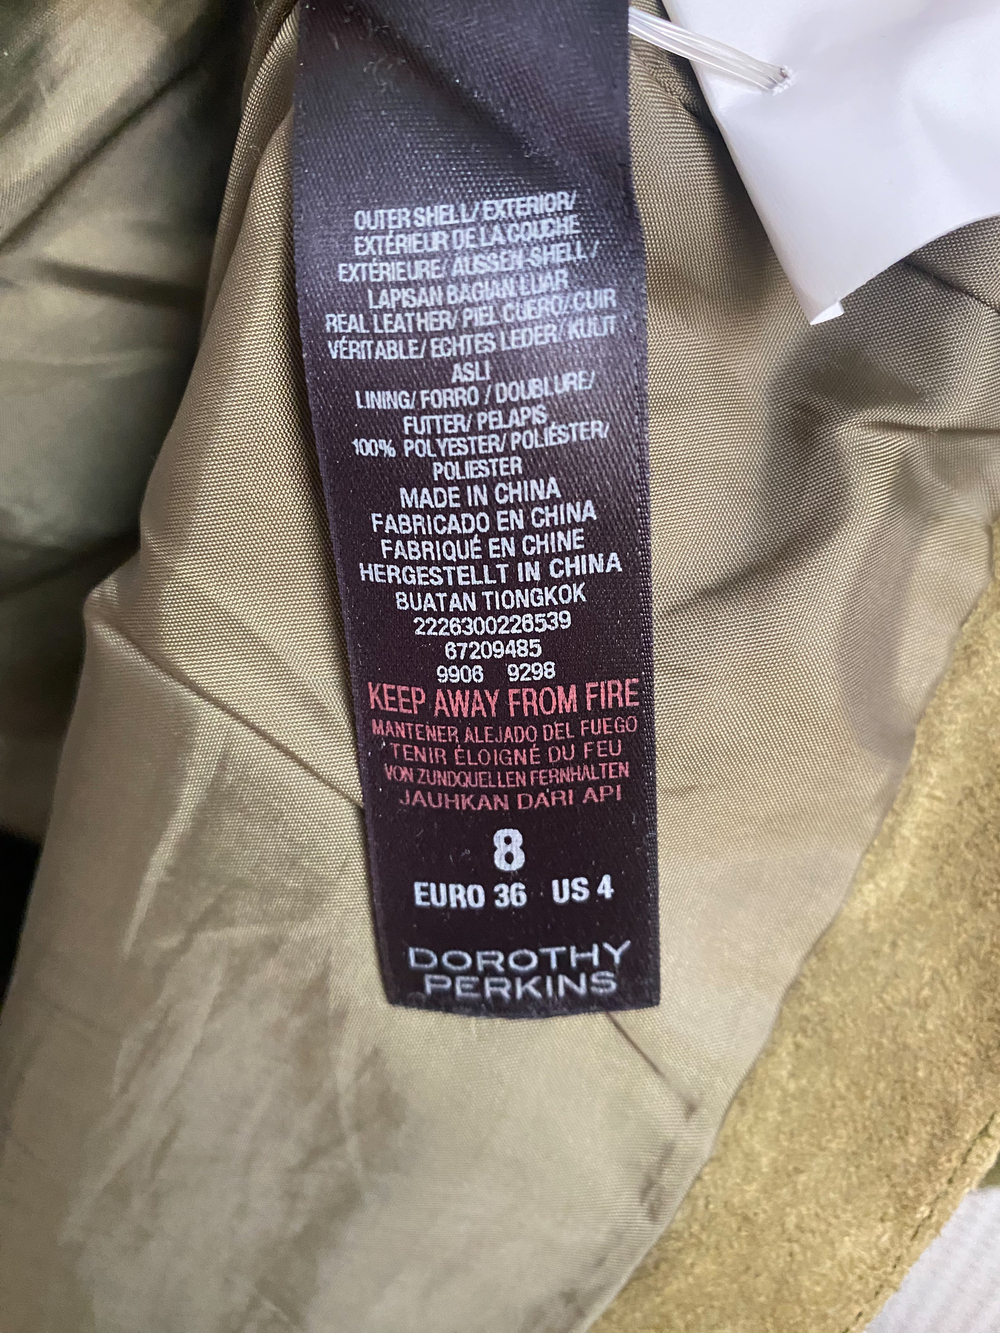 OUTER SHELL/ EXTERIOR/
EXTÉRIEUR DE LA COUCHE
EXTÉRIEURE/ AUSSEN-SHELL /
LAPISAN BAGIAN LUAR
REAL LEATHER/ PIEL CUERO/ CUIR
VÉRITABLE/ ECHTES LEDER/ KULIT
ASLI
LINING/ FORRO / DOUBLURE/
FUTTER/ PELAPIS
100% POLYESTER/ POLIÉSTER/
POLIESTER
MADE IN CHINA
FABRICADO EN CHINA
FABRIQUÉ EN CHINE
HERGESTELLT IN CHINA
BUATAN TIONGKOK
2226300226539
67209485
9906 9298
KEEP AWAY FROM FIRE
MANTENER ALEJADO DEL FUEGO
TENIR ÉLOIGNÉ DU FEU
VON ZUNDQUELLEN FERNHALTEN
JAUHKAN DARI API
8
EURO 36 US 4
DOROTHY
PERKINS